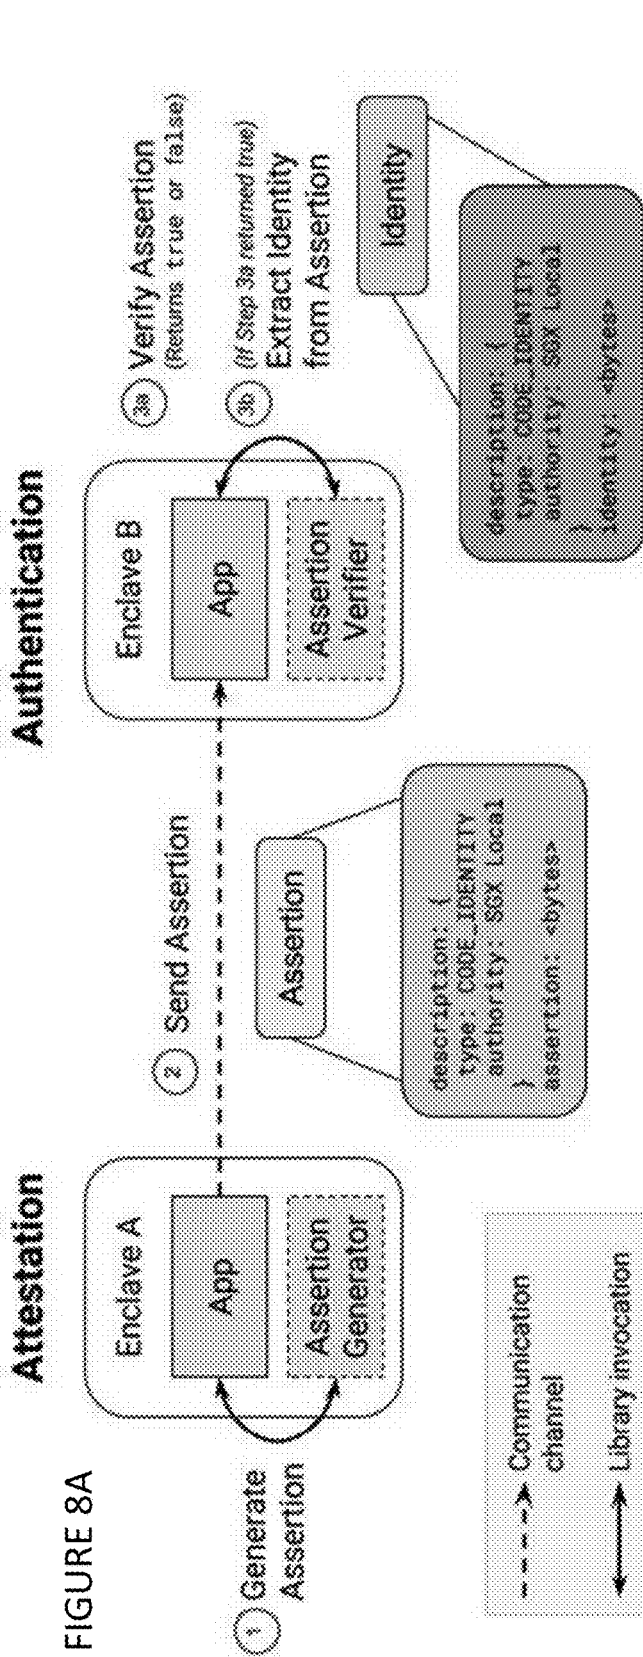 FIGURE 8A
Attestation
Authentication
1
Generate
Assertion
Enclave A
App
Assertion
Generator
2
Send Assertion
Assertion
description: {
type: CODE_IDENTITY
authority: SGX Local
}
assertion: <bytes>
Enclave B
App
Assertion
Verifier
3a
Verify Assertion
(Returns true or false)
3b
(If Step 3a returned true)
Extract Identity
from Assertion
Identity
description: {
type: CODE_IDENTITY
authority: SGX Local
}
identity: <bytes>
Communication
channel
Library invocation